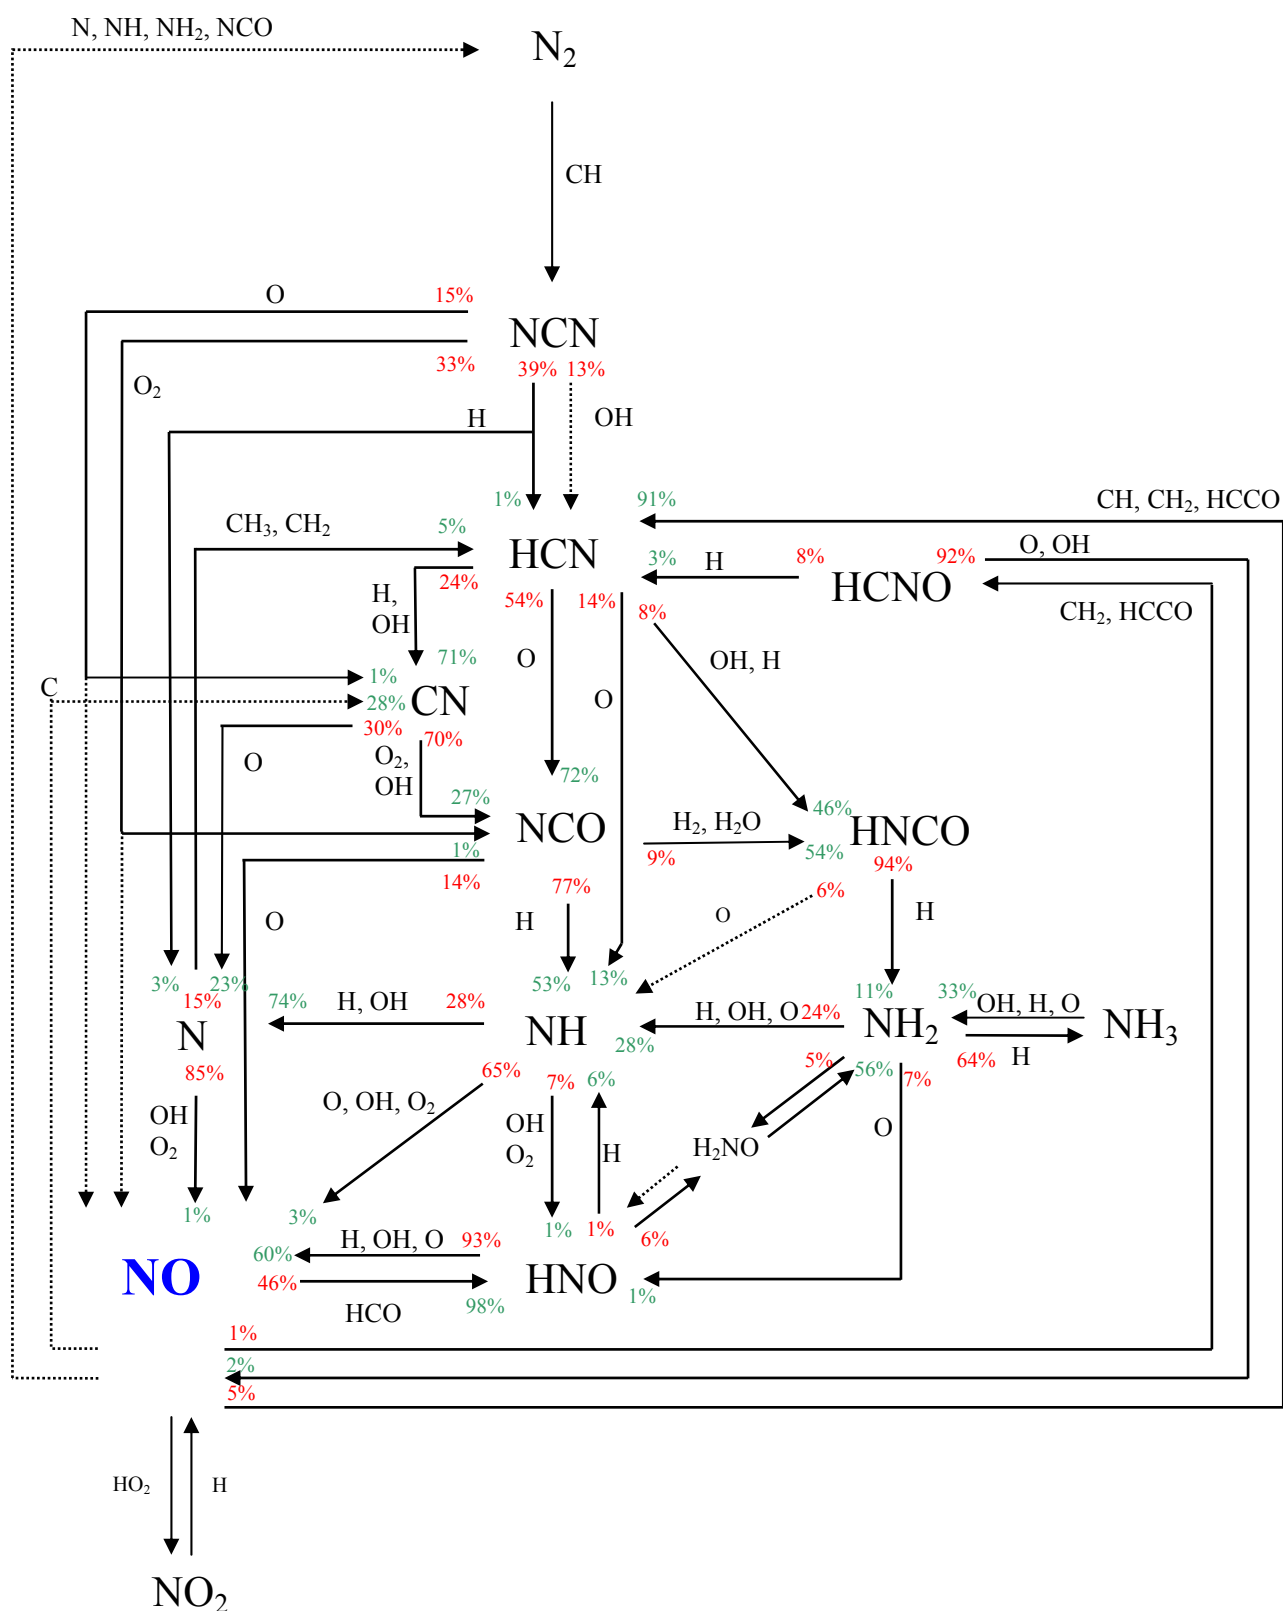 N, NH, NH₂, NCO
N₂
CH
O
15%
NCN
33%
39%
13%
O₂
H
OH
1%
91%
CH, CH₂, HCCO
CH₃, CH₂
5%
HCN
3%
H
8%
92%
O, OH
HCNO
24%
54%
14%
8%
CH₂, HCCO
H,
OH
O
OH, H
71%
1%
C
28%
CN
O
30%
70%
O
O₂,
OH
72%
27%
NCO
H₂, H₂O
46%
HNCO
1%
9%
54%
94%
14%
77%
6%
O
H
O
H
3%
23%
15%
74%
H, OH
28%
53%
13%
11%
33%
OH, H, O
N
NH
28%
H, OH, O
24%
NH₂
NH₃
64%
H
85%
65%
7%
6%
5%
56%
7%
OH
O₂
O, OH, O₂
OH
O₂
H
H₂NO
O
1%
3%
1%
1%
6%
60%
H, OH, O
93%
NO
46%
HNO
HCO
98%
1%
1%
2%
5%
HO₂
H
NO₂